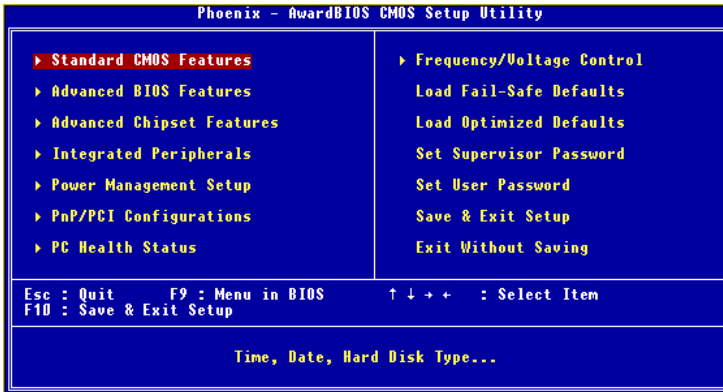 Phoenix - AwardBIOS CMOS Setup Utility
Standard CMOS Features
Advanced BIOS Features
Advanced Chipset Features
Integrated Peripherals
Power Management Setup
PnP/PCI Configurations
PC Health Status
Frequency/Voltage Control
Load Fail-Safe Defaults
Load Optimized Defaults
Set Supervisor Password
Set User Password
Save & Exit Setup
Exit Without Saving
Esc : Quit F9 : Menu in BIOS ↑ ↓ → ← : Select Item
F10 : Save & Exit Setup
Time, Date, Hard Disk Type...